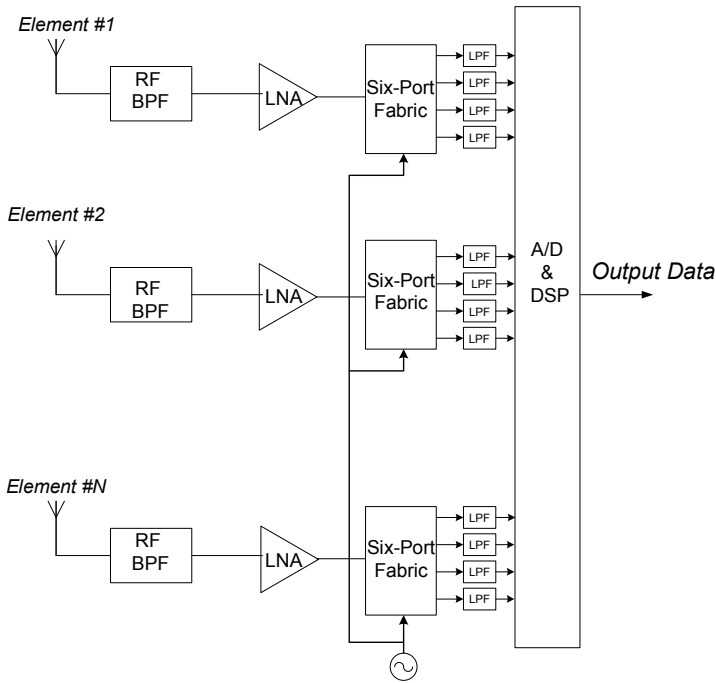 Element #1
RF
BPF
LNA
Six-Port
Fabric
LPF
LPF
LPF
LPF
Element #2
RF
BPF
LNA
Six-Port
Fabric
LPF
LPF
LPF
LPF
A/D
&
DSP
Output Data
Element #N
RF
BPF
LNA
Six-Port
Fabric
LPF
LPF
LPF
LPF